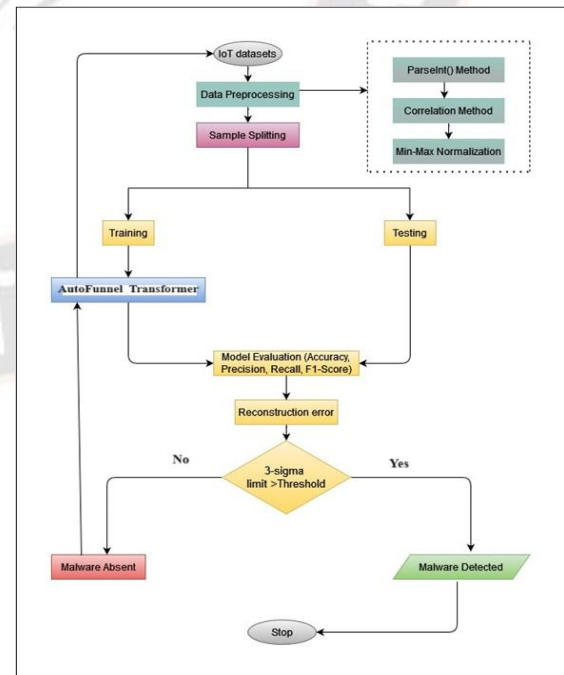 IoT datasets
Data Preprocessing
Sample Splitting
ParseInt() Method
Correlation Method
Min-Max Normalization
Training
Testing
AutoFunnel Transformer
Model Evaluation (Accuracy,
Precision, Recall, F1-Score)
Reconstruction error
3-sigma
limit >Threshold
No
Yes
Malware Absent
Malware Detected
Stop